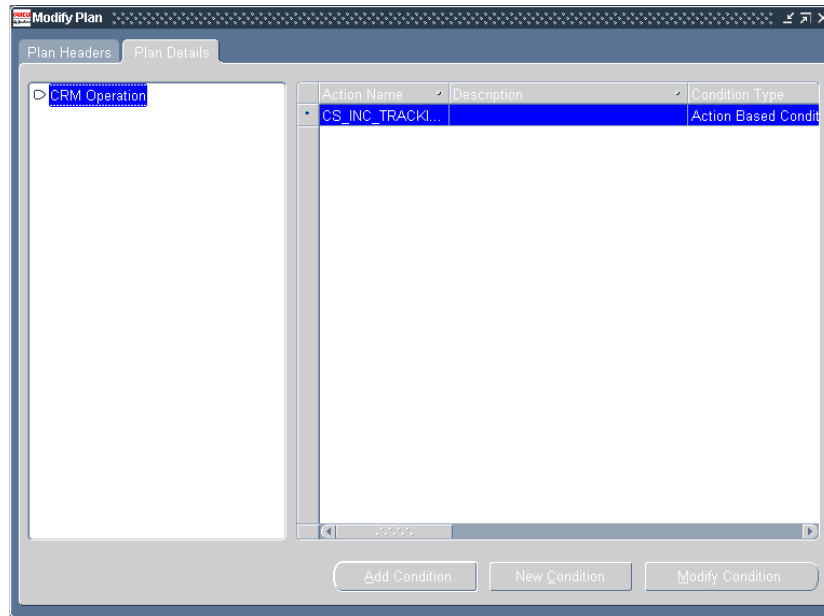 Modify Plan
Plan Headers Plan Details
CRM Operation
Action Name Description Condition Type
CS_INC_TRACKI... Action Based Condit
Add Condition New Condition Modify Condition